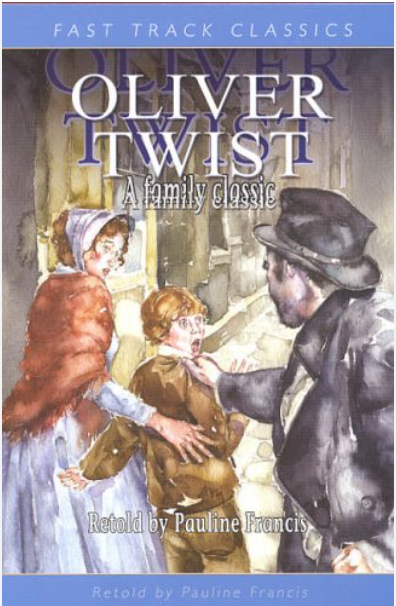 FAST TRACK CLASSICS
OLIVER
TWIST
A family classic
Retold by Pauline Francis
Retold by Pauline Francis